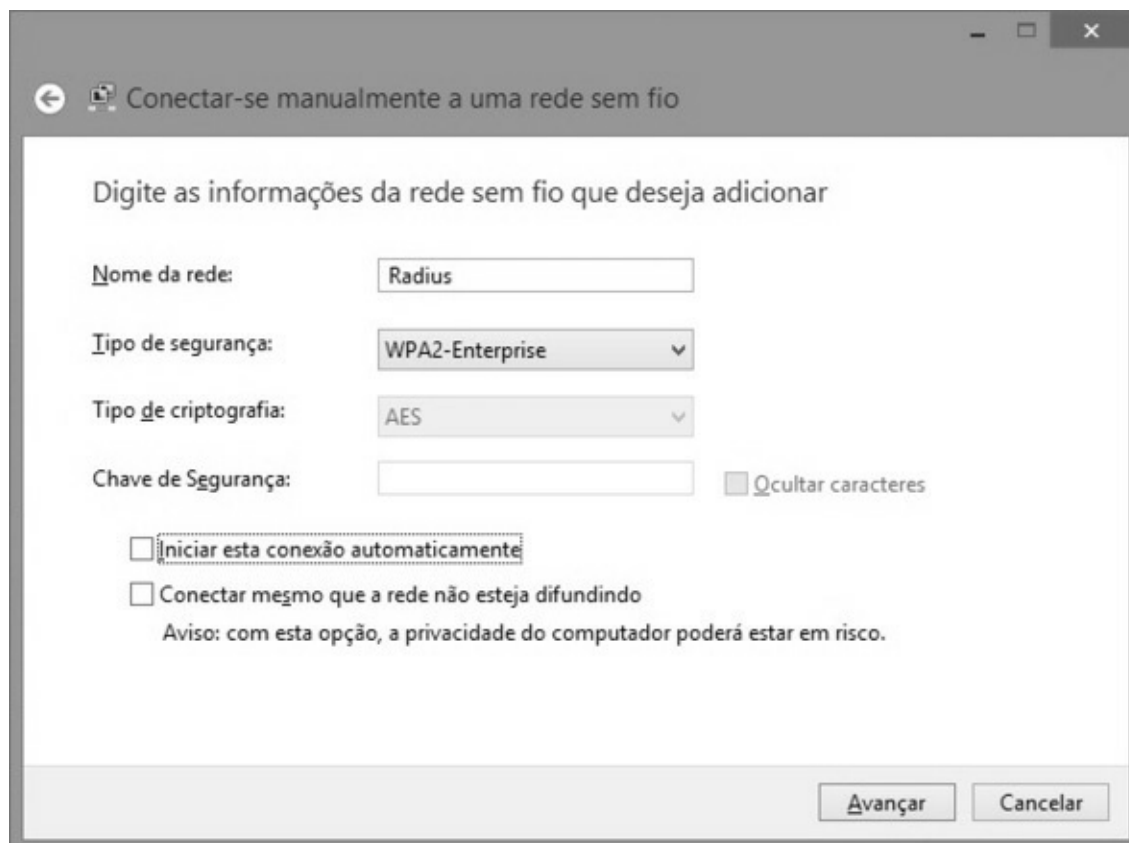 Conectar-se manualmente a uma rede sem fio
Digite as informações da rede sem fio que deseja adicionar
Nome da rede: Radius
Tipo de segurança: WPA2-Enterprise
Tipo de criptografia: AES
Chave de Segurança: Ocultar caracteres
Iniciar esta conexão automaticamente
Conectar mesmo que a rede não esteja difundindo
Aviso: com esta opção, a privacidade do computador poderá estar em risco.
Avançar Cancelar